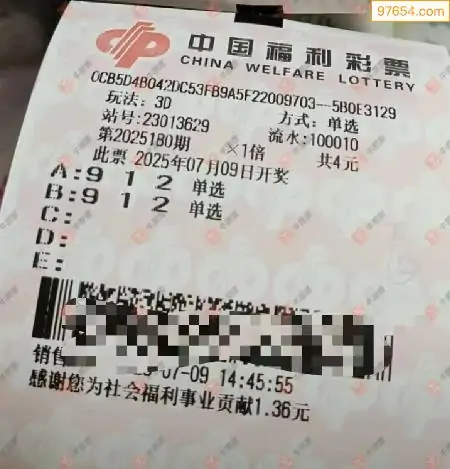 97654.com
中国福利彩票
CHINA WELFARE LOTTERY
0CB5D4B042DC53FB9A5F22009703---5B0E3129
玩法:3D 方式:单选
站号:23013629 流水:100010
第2025180期 ×1倍 共4元
此票 2025年07月09日开奖
A:9 1 2 单选
B:9 1 2 单选
C:
D:
E:
销售 07-09 14:45:55
感谢您为社会福利事业贡献1.36元